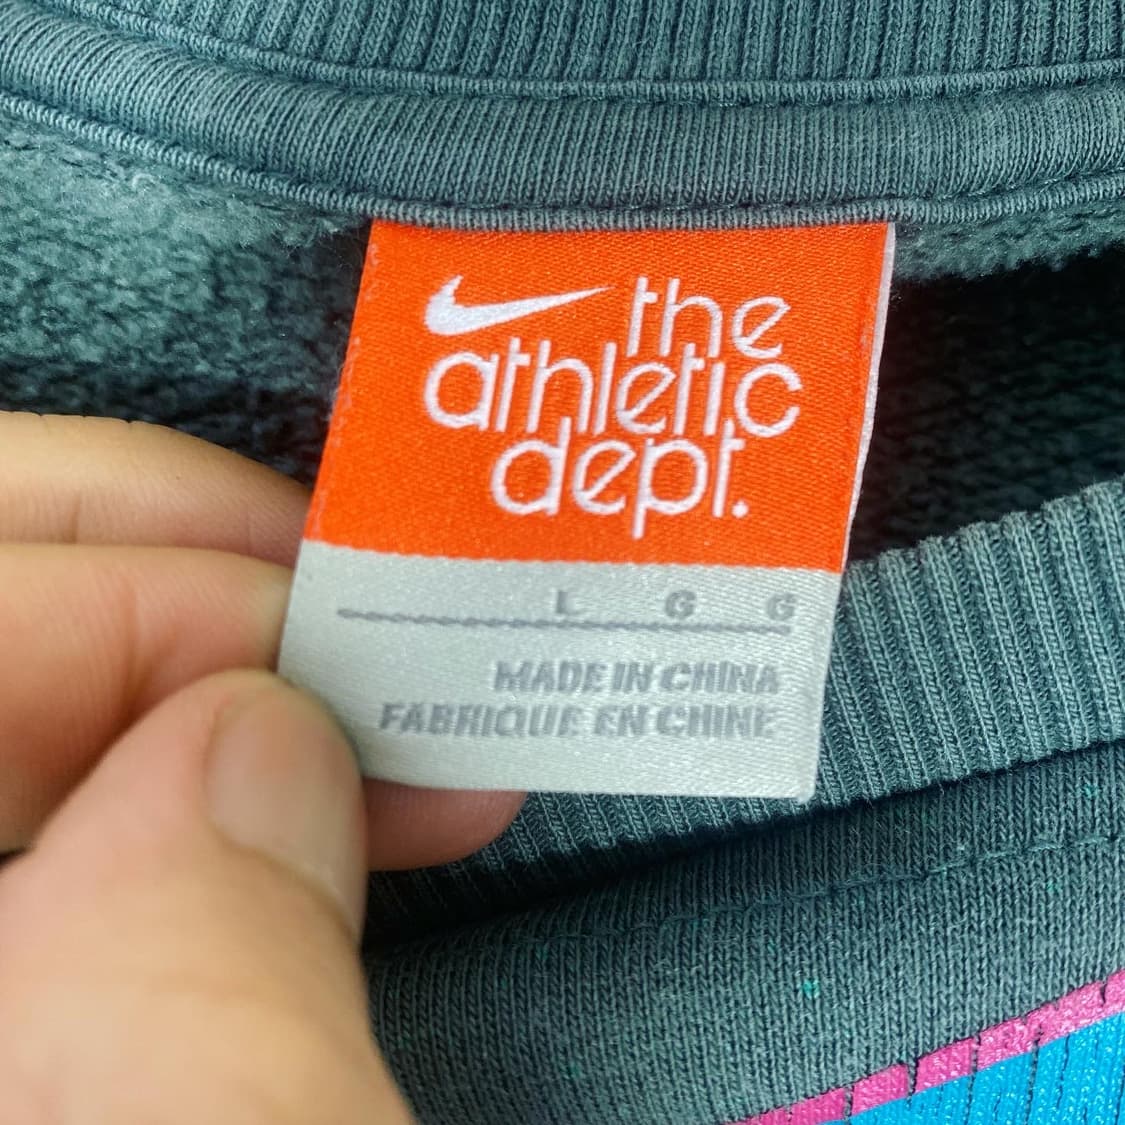 the
athletic
dept.
L G G
MADE IN CHINA
FABRIQUE EN CHINE